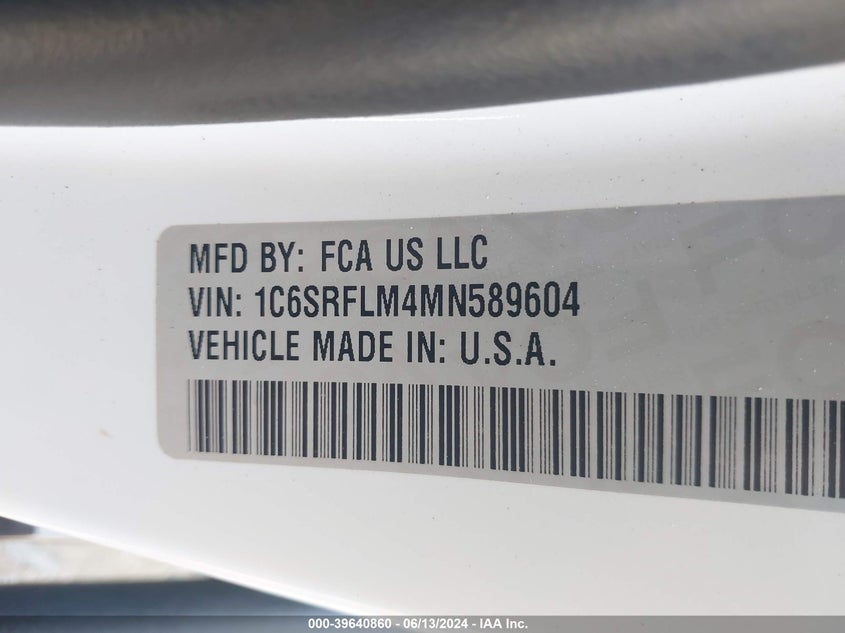 MFD BY: FCA US LLC
VIN: 1C6SRFLM4MN589604
VEHICLE MADE IN: U.S.A.
000-39640860 - 06/13/2024 - IAA Inc.